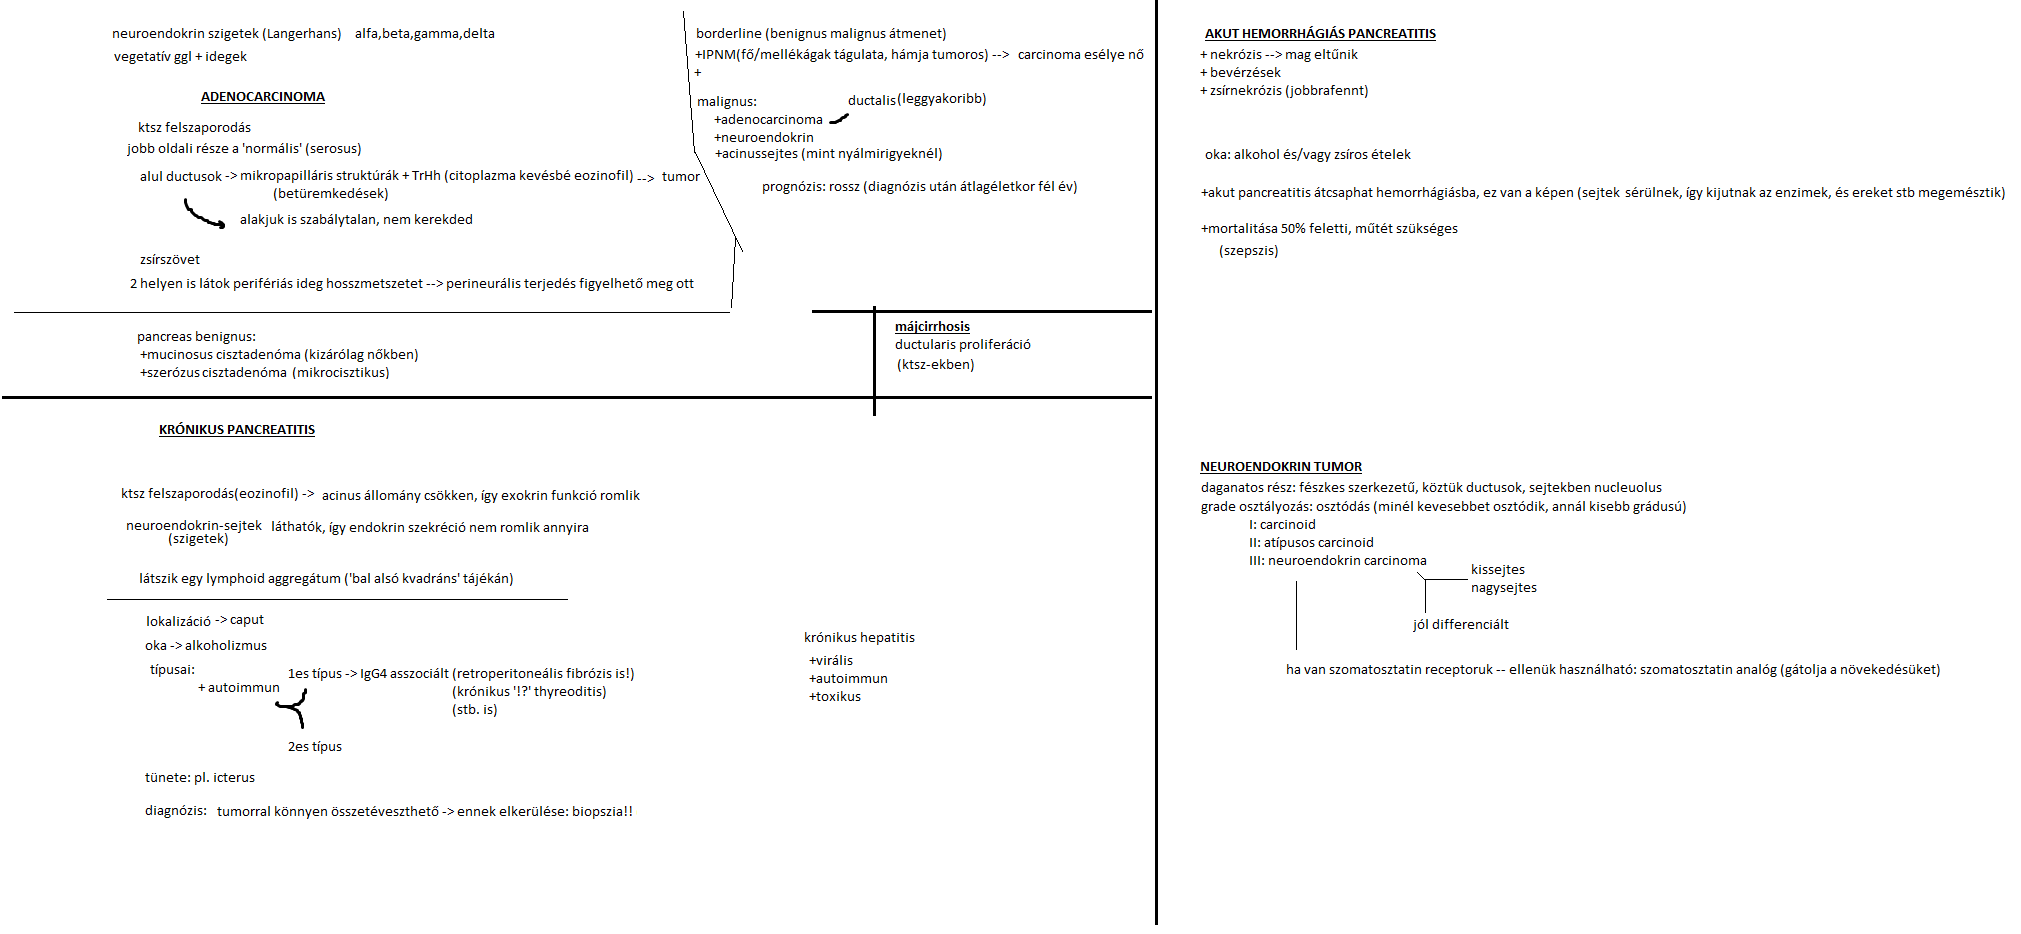 neuroendokrin szigetek (Langerhans) alfa,beta,gamma,delta
vegetatív ggl + idegek
ADENOCARCINOMA
ktsz felszaporodás
jobb oldali része a 'normális' (serosus)
alul ductusok -> mikropapilláris struktúrák + TrHh (citoplazma kevésbé eozinofil) --> tumor
(betüremkedések)
alakjuk is szabálytalan, nem kerekded
zsírszövet
2 helyen is látok perifériás ideg hosszmetszetet --> perineurális terjedés figyelhető meg ott
pancreas benignus:
+mucinosus cisztadenóma (kizárólag nőkben)
+szerózus cisztadenóma (mikrocisztikus)
borderline (benignus malignus átmenet)
+IPNM(fő/mellékágak tágulata, hámja tumoros) --> carcinoma esélye nő
+
malignus: ductalis (leggyakoribb)
+adenocarcinoma
+neuroendokrin
+acinussejtes (mint nyálmirigyeknél)
prognózis: rossz (diagnózis után átlagéletkor fél év)
májcirrhosis
ductularis proliferáció
(ktsz-ekben)
KRÓNIKUS PANCREATITIS
ktsz felszaporodás(eozinofil) -> acinus állomány csökken, így exokrin funkció romlik
neuroendokrin-sejtek láthatók, így endokrin szekréció nem romlik annyira
(szigetek)
látszik egy lymphoid aggregátum ('bal alsó kvadráns' tájékán)
lokalizáció -> caput
oka -> alkoholizmus
típusai:
+ autoimmun
1es típus -> IgG4 asszociált (retroperitoneális fibrózis is!)
(krónikus '!?' thyreoditis)
(stb. is)
2es típus
tünete: pl. icterus
diagnózis: tumorral könnyen összetéveszthető -> ennek elkerülése: biopszia!!
krónikus hepatitis
+virális
+autoimmun
+toxikus
AKUT HEMORRHÁGIÁS PANCREATITIS
+ nekrózis --> mag eltűnik
+ bevérzések
+ zsírnekrózis (jobbrafennt)
oka: alkohol és/vagy zsíros ételek
+akut pancreatitis átcsaphat hemorrhágiásba, ez van a képen (sejtek sérülnek, így kijutnak az enzimek, és ereket stb megemésztik)
+mortalitása 50% feletti, műtét szükséges
(szepszis)
NEUROENDOKRIN TUMOR
daganatos rész: fészkes szerkezetű, köztük ductusok, sejtekben nucleuolus
grade osztályozás: osztódás (minél kevesebbet osztódik, annál kisebb grádusú)
I: carcinoid
II: atípusos carcinoid
III: neuroendokrin carcinoma
kissejtes
nagysejtes
jól differenciált
ha van szomatosztatin receptoruk -- ellenük használható: szomatosztatin analóg (gátolja a növekedésüket)